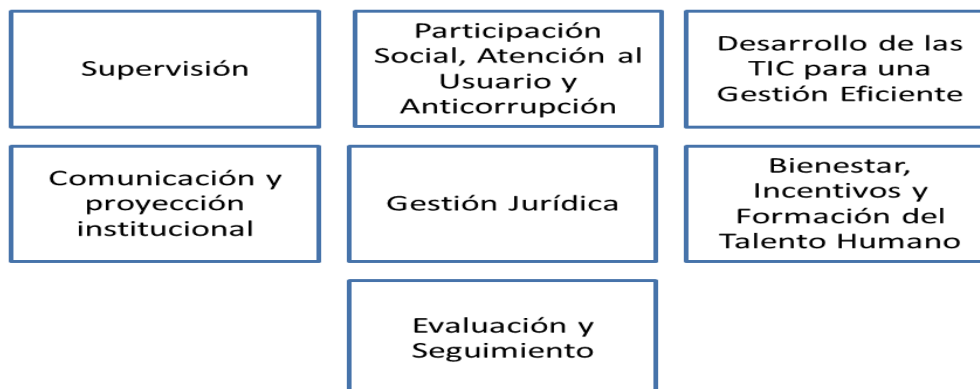 Supervisión
Participación
Social, Atención al
Usuario y
Anticorrupción
Desarrollo de las
TIC para una
Gestión Eficiente
Comunicación y
proyección
institucional
Gestión Jurídica
Bienestar,
Incentivos y
Formación del
Talento Humano
Evaluación y
Seguimiento